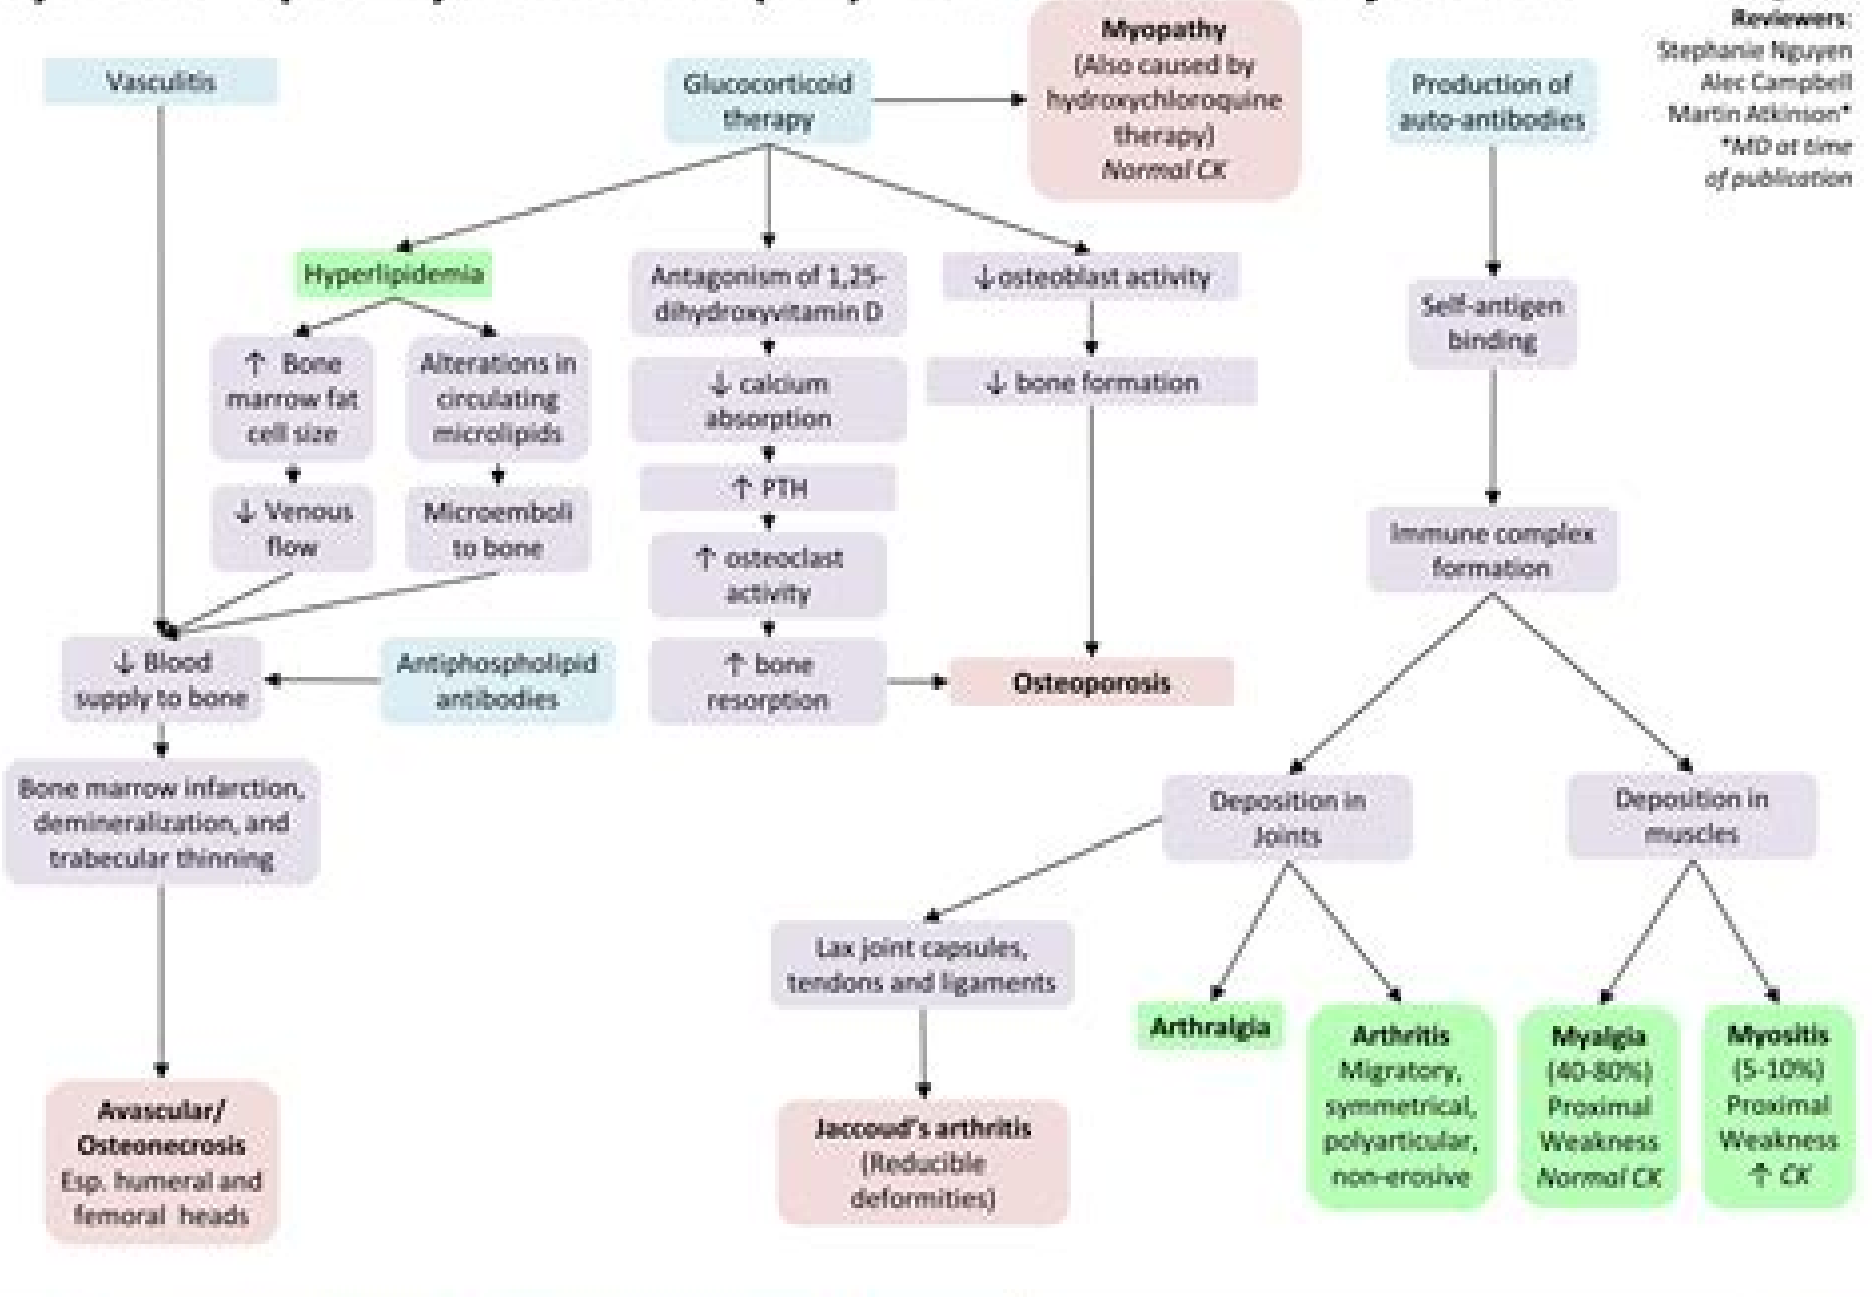 Reviewers:
Stephanie Nguyen
Alec Campbell
Martin Atkinson*
*MD at time
of publication
Vasculitis
Glucocorticoid
therapy
Myopathy
(Also caused by
hydroxychloroquine
therapy)
Normal CK
Production of
auto-antibodies
Hyperlipidemia
Antagonism of 1,25-
dihydroxyvitamin D
↓osteoblast activity
Self-antigen
binding
↑ Bone
marrow fat
cell size
Alterations in
circulating
microlipids
↓ calcium
absorption
↓ bone formation
↑ PTH
↓ Venous
flow
Microemboli
to bone
↑ osteoclast
activity
Immune complex
formation
↓ Blood
supply to bone
Antiphospholipid
antibodies
↑ bone
resorption
Osteoporosis
Bone marrow infarction,
demineralization, and
trabecular thinning
Deposition in
Joints
Deposition in
muscles
Lax joint capsules,
tendons and ligaments
Arthralgia
Arthritis
Migratory,
symmetrical,
polyarticular,
non-erosive
Myalgia
(40-80%)
Proximal
Weakness
Normal CK
Myositis
(5-10%)
Proximal
Weakness
↑ CK
Avascular/
Osteonecrosis
Esp. humeral and
femoral heads
Jaccoud's arthritis
(Reducible
deformities)